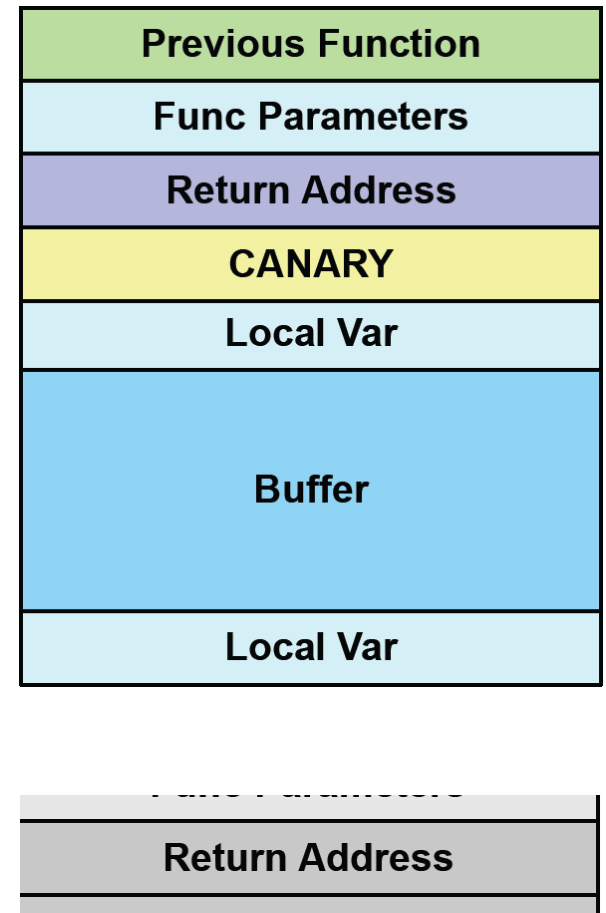 Previous Function
Func Parameters
Return Address
CANARY
Local Var
Buffer
Local Var
Return Address